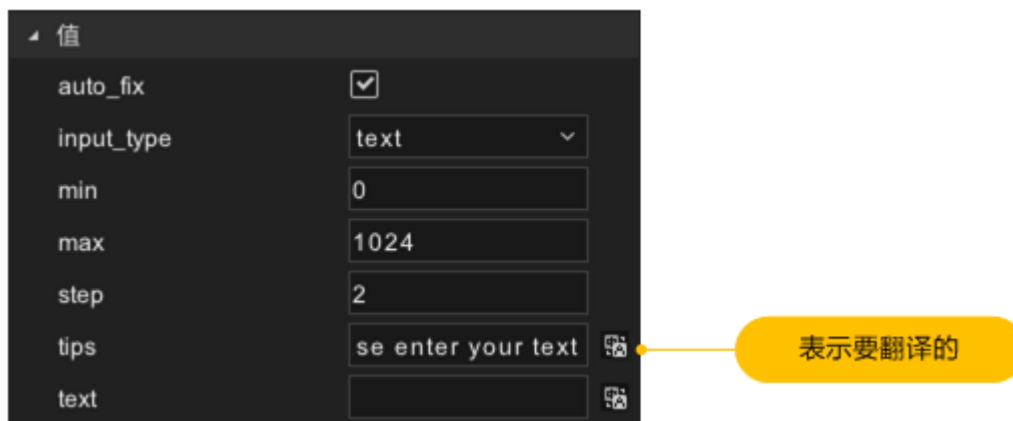 值
auto_fix
input_type text
min 0
max 1024
step 2
tips se enter your text 表示要翻译的
text